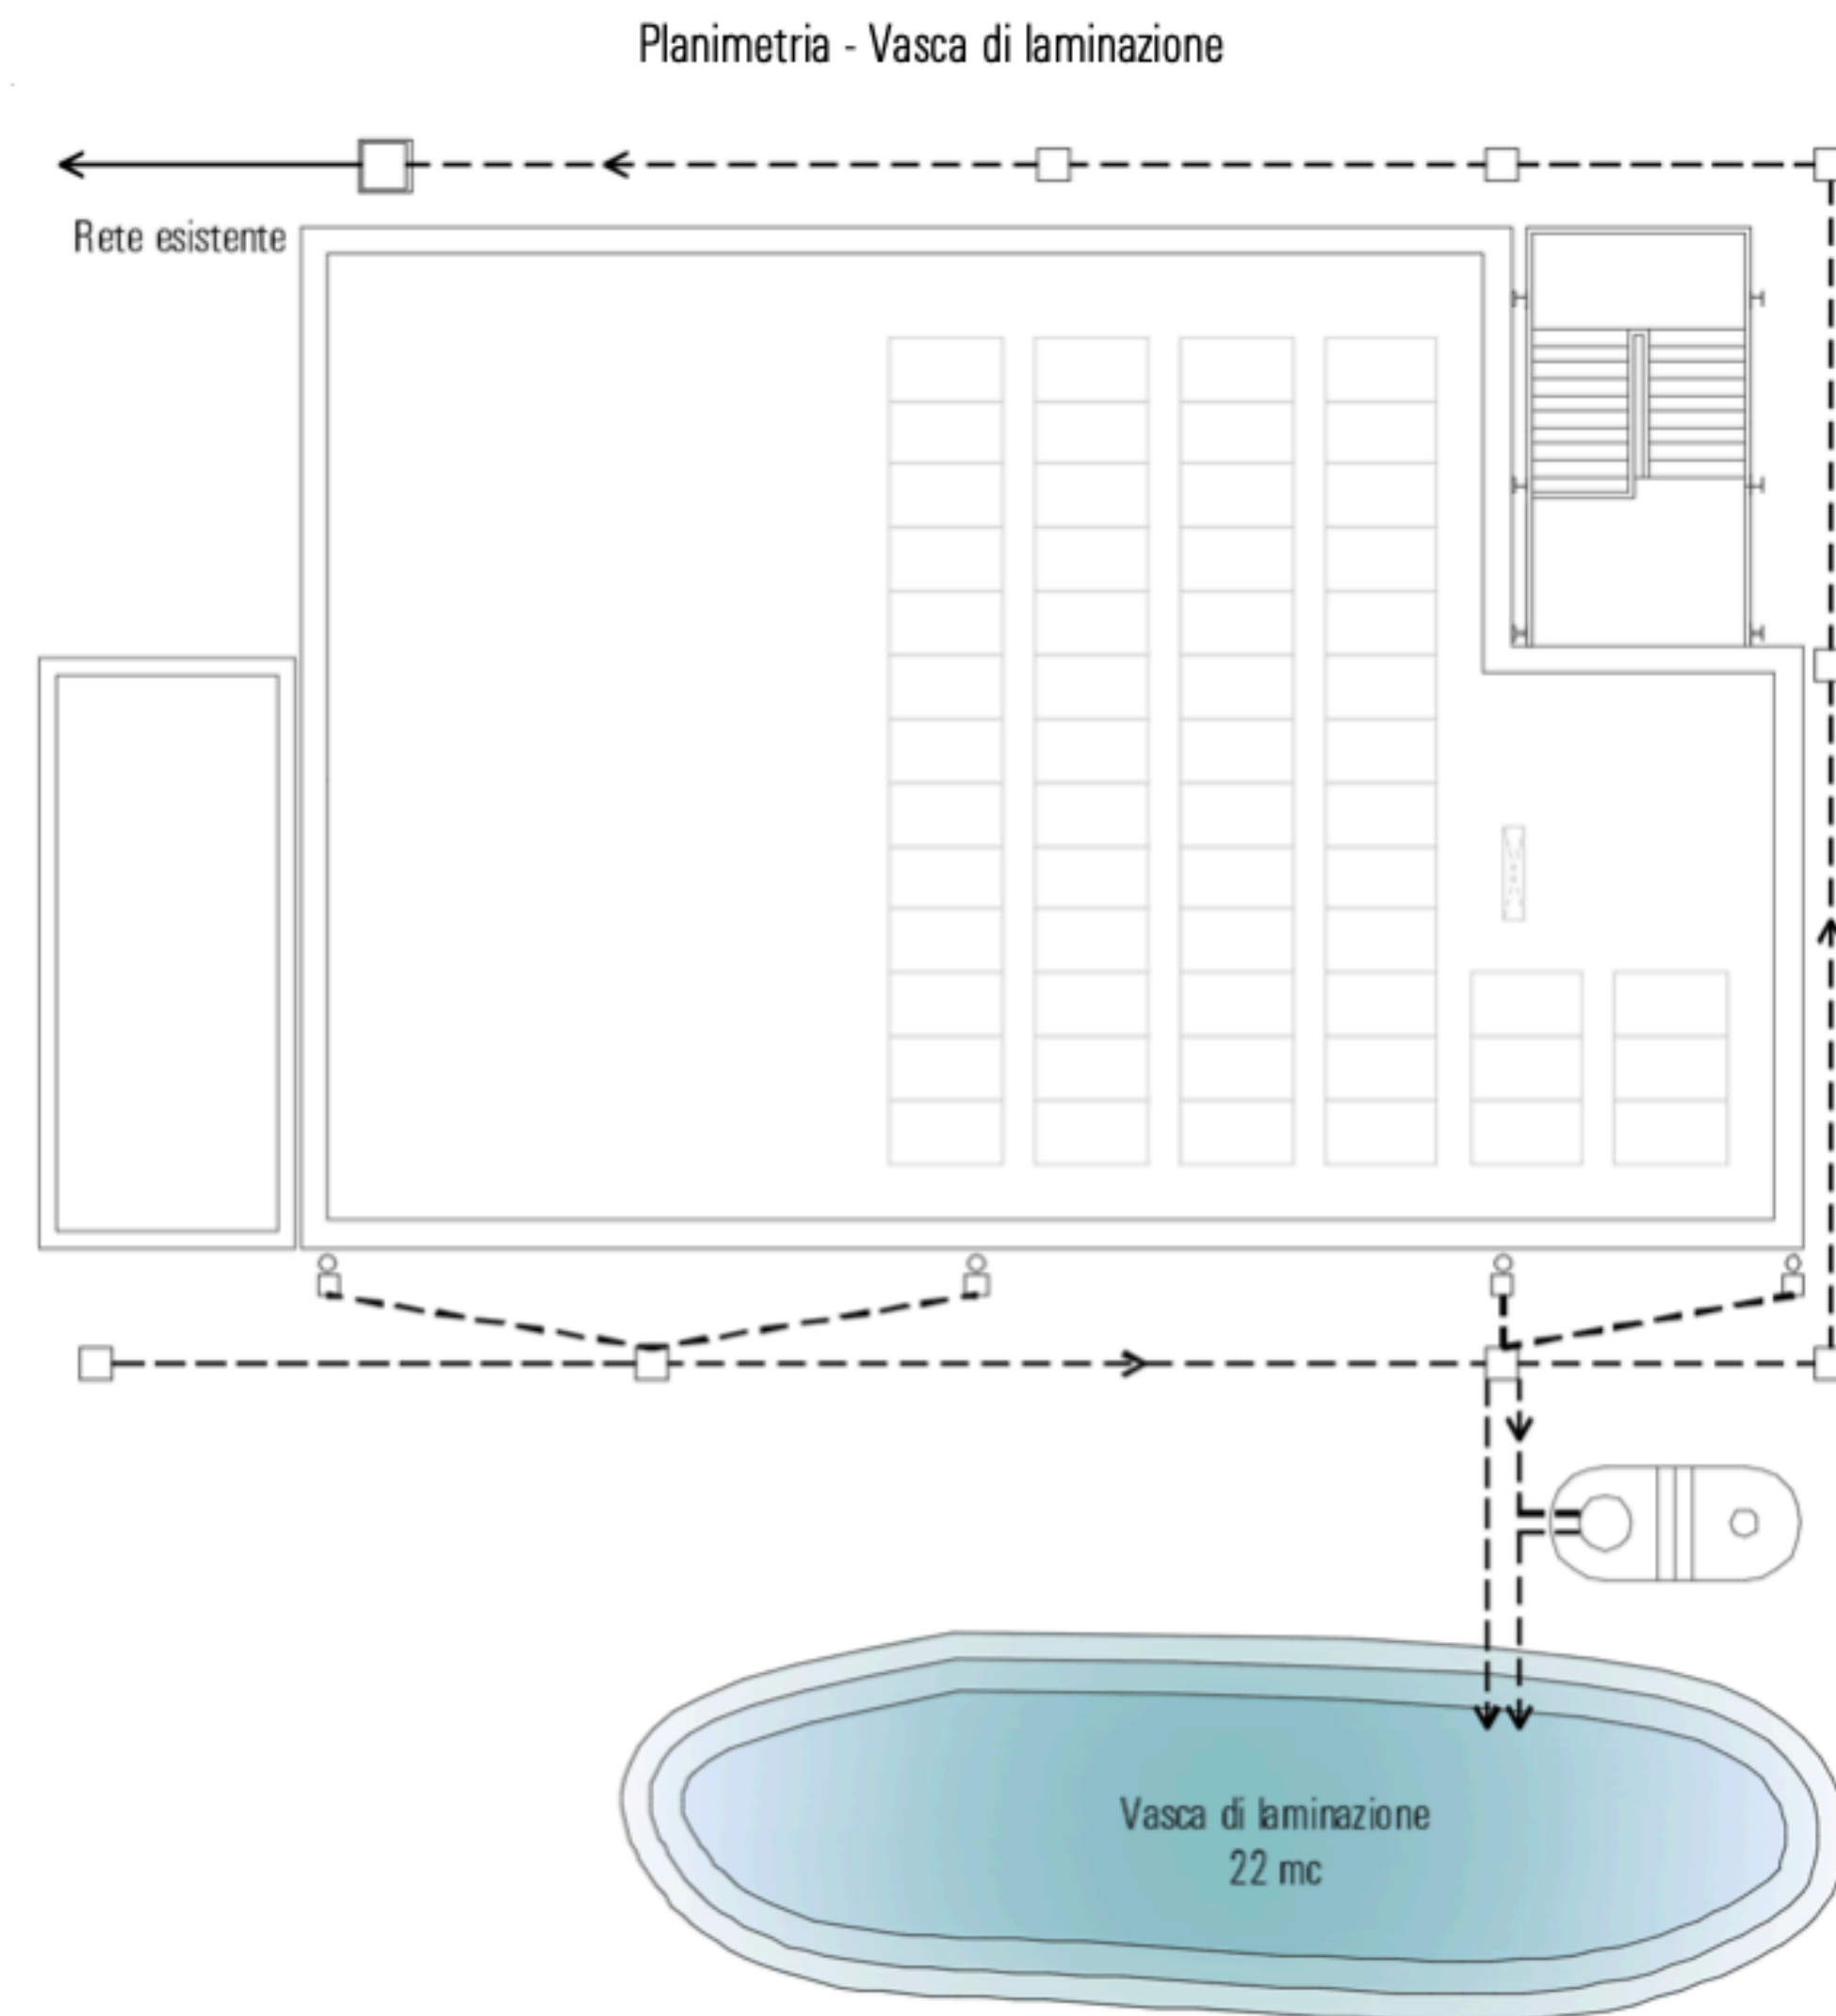 Planimetria - Vasca di laminazione
Rete esistente
Vasca di laminazione
22 mc